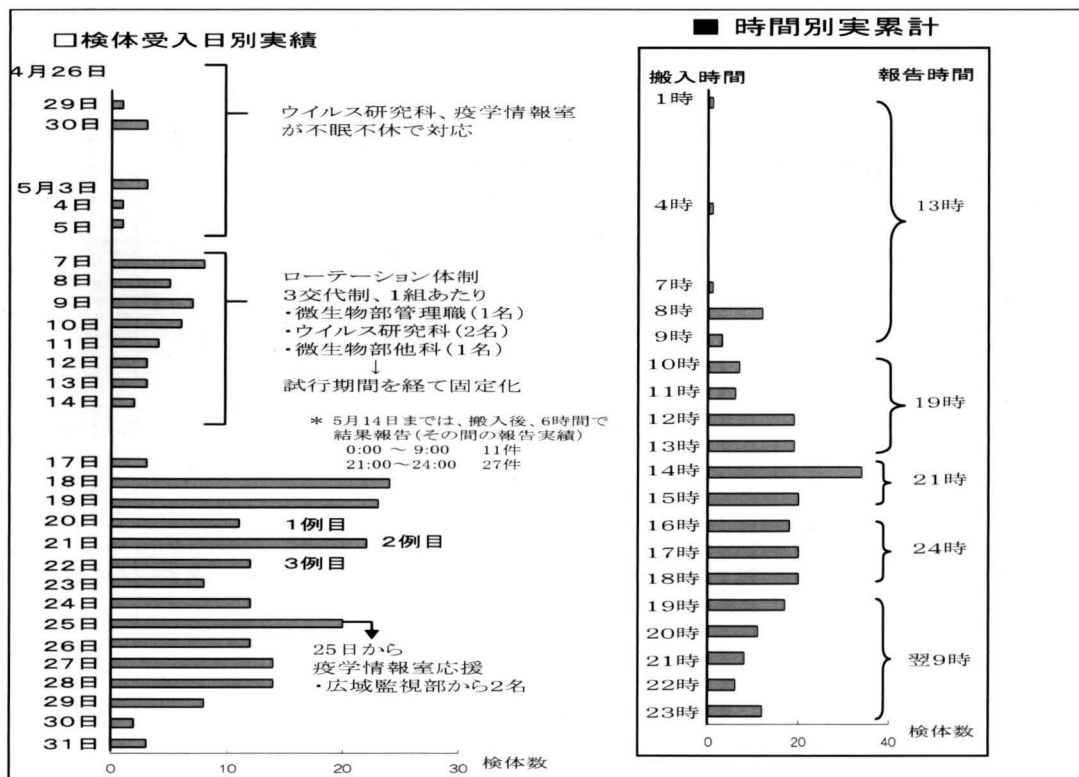 □検体受入日別実績
4月26日
29日
30日
5月3日
4日
5日
7日
8日
9日
10日
11日
12日
13日
14日
17日
18日
19日
20日
21日
22日
23日
24日
25日
26日
27日
28日
29日
30日
31日
0
10
20
30
検体数
ウイルス研究科、疫学情報室
が不眠不休で対応
ローテーション体制
3交代制、1組あたり
・微生物部管理職(1名)
・ウイルス研究科(2名)
・微生物部他科(1名)
↓
試行期間を経て固定化
* 5月14日までは、搬入後、6時間で
結果報告(その間の報告実績)
0:00 ~ 9:00 11件
21:00~24:00 27件
1例目
2例目
3例目
25日から
疫学情報室応援
・広域監視部から2名
■ 時間別実累計
搬入時間
報告時間
1時
4時
7時
8時
9時
10時
11時
12時
13時
14時
15時
16時
17時
18時
19時
20時
21時
22時
23時
13時
19時
21時
24時
翌9時
0
20
40
検体数